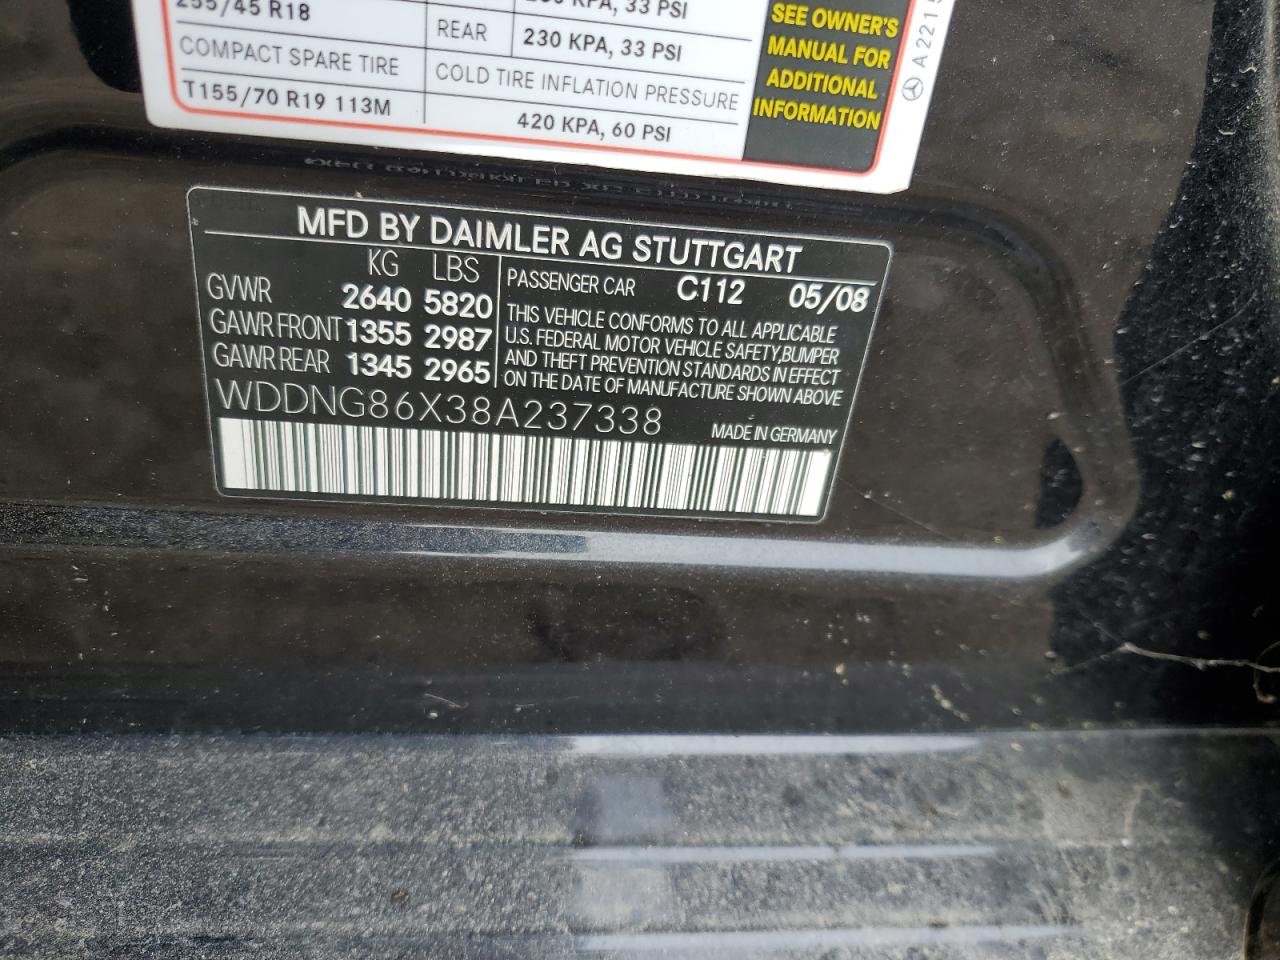 255/45 R18
33 PSI
REAR
230 KPA, 33 PSI
COMPACT SPARE TIRE
COLD TIRE INFLATION PRESSURE
T155/70 R19 113M
420 KPA, 60 PSI
SEE OWNER'S
MANUAL FOR
ADDITIONAL
INFORMATION
A 221
MFD BY DAIMLER AG STUTTGART
KG LBS
GVWR 2640 5820
GAWR FRONT 1355 2987
GAWR REAR 1345 2965
PASSENGER CAR C112 05/08
THIS VEHICLE CONFORMS TO ALL APPLICABLE
U.S. FEDERAL MOTOR VEHICLE SAFETY,BUMPER
AND THEFT PREVENTION STANDARDS IN EFFECT
ON THE DATE OF MANUFACTURE SHOWN ABOVE
WDDNG86X38A237338
MADE IN GERMANY